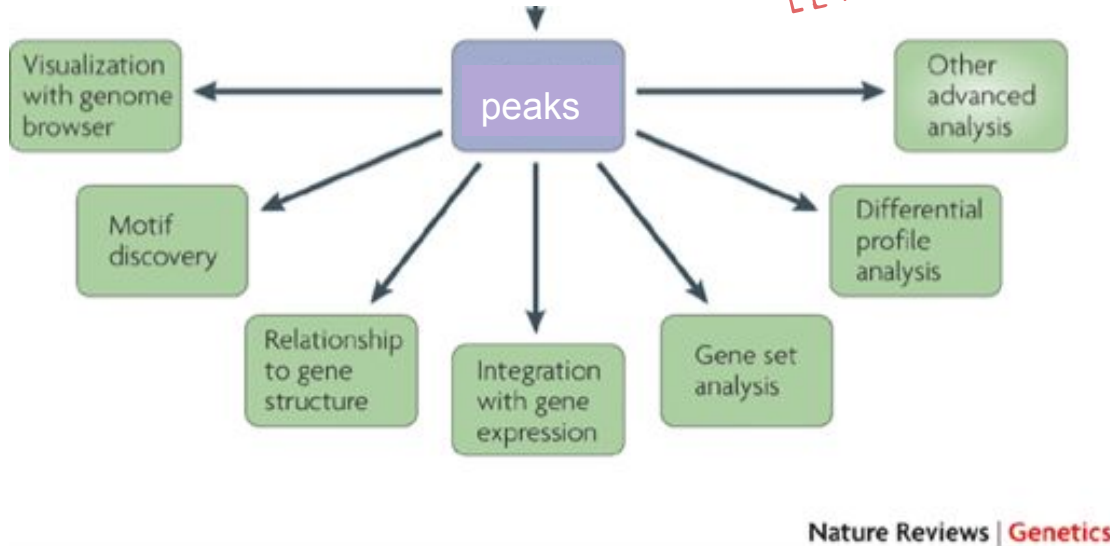 peaks
Visualization
with genome
browser
Other
advanced
analysis
Motif
discovery
Differential
profile
analysis
Relationship
to gene
structure
Integration
with gene
expression
Gene set
analysis
Nature Reviews | Genetics